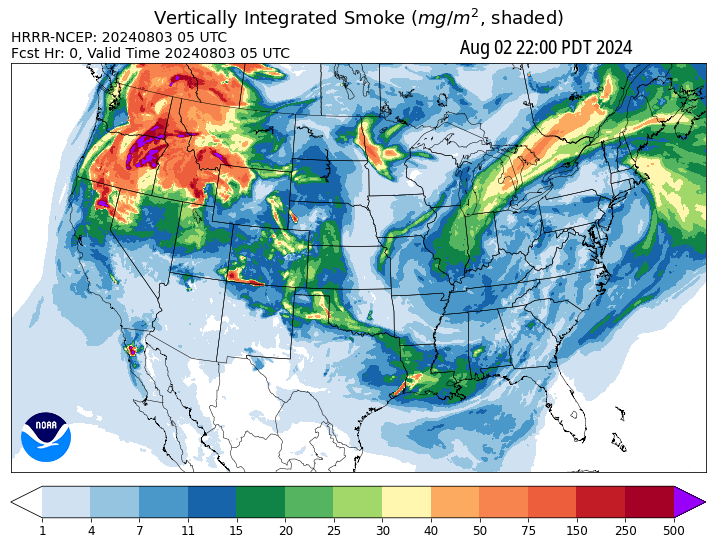 Vertically Integrated Smoke (mg/m², shaded)
HRRR-NCEP: 20240803 05 UTC
Fcst Hr: 0, Valid Time 20240803 05 UTC
Aug 02 22:00 PDT 2024
NOAA
1 4 7 11 15 20 25 30 40 50 75 150 250 500